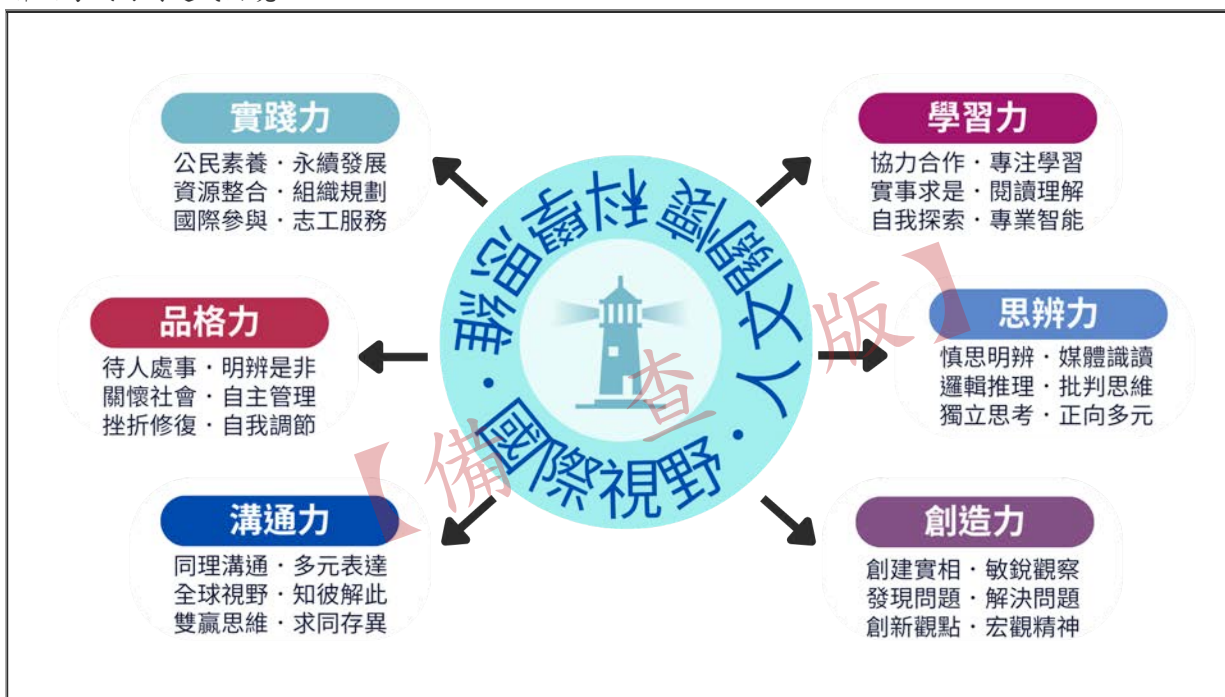 實踐力
公民素養・永續發展
資源整合・組織規劃
國際參與・志工服務
學習力
協力合作・專注學習
實事求是・閱讀理解
自我探索・專業智能
品格力
待人處事・明辨是非
關懷社會・自主管理
挫折修復・自我調節
科學思維・國際視野・人文關懷
思辨力
慎思明辨・媒體識讀
邏輯推理・批判思維
獨立思考・正向多元
溝通力
同理溝通・多元表達
全球視野・知彼解此
雙贏思維・求同存異
創造力
創建實相・敏銳觀察
發現問題・解決問題
創新觀點・宏觀精神
【備查版】